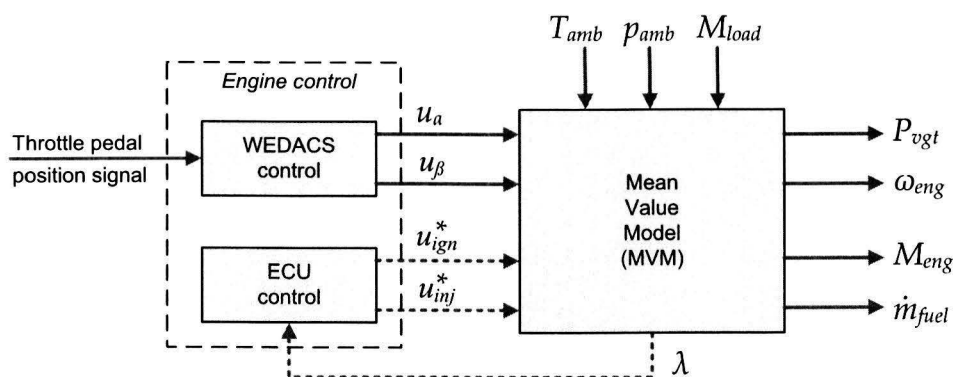 T_amb p_amb M_load
Engine control
Throttle pedal
position signal
WEDACS
control
u_a
u_β
ECU
control
u*_ign
u*_inj
Mean
Value
Model
(MVM)
P_vgt
ω_eng
M_eng
ṁ_fuel
λ